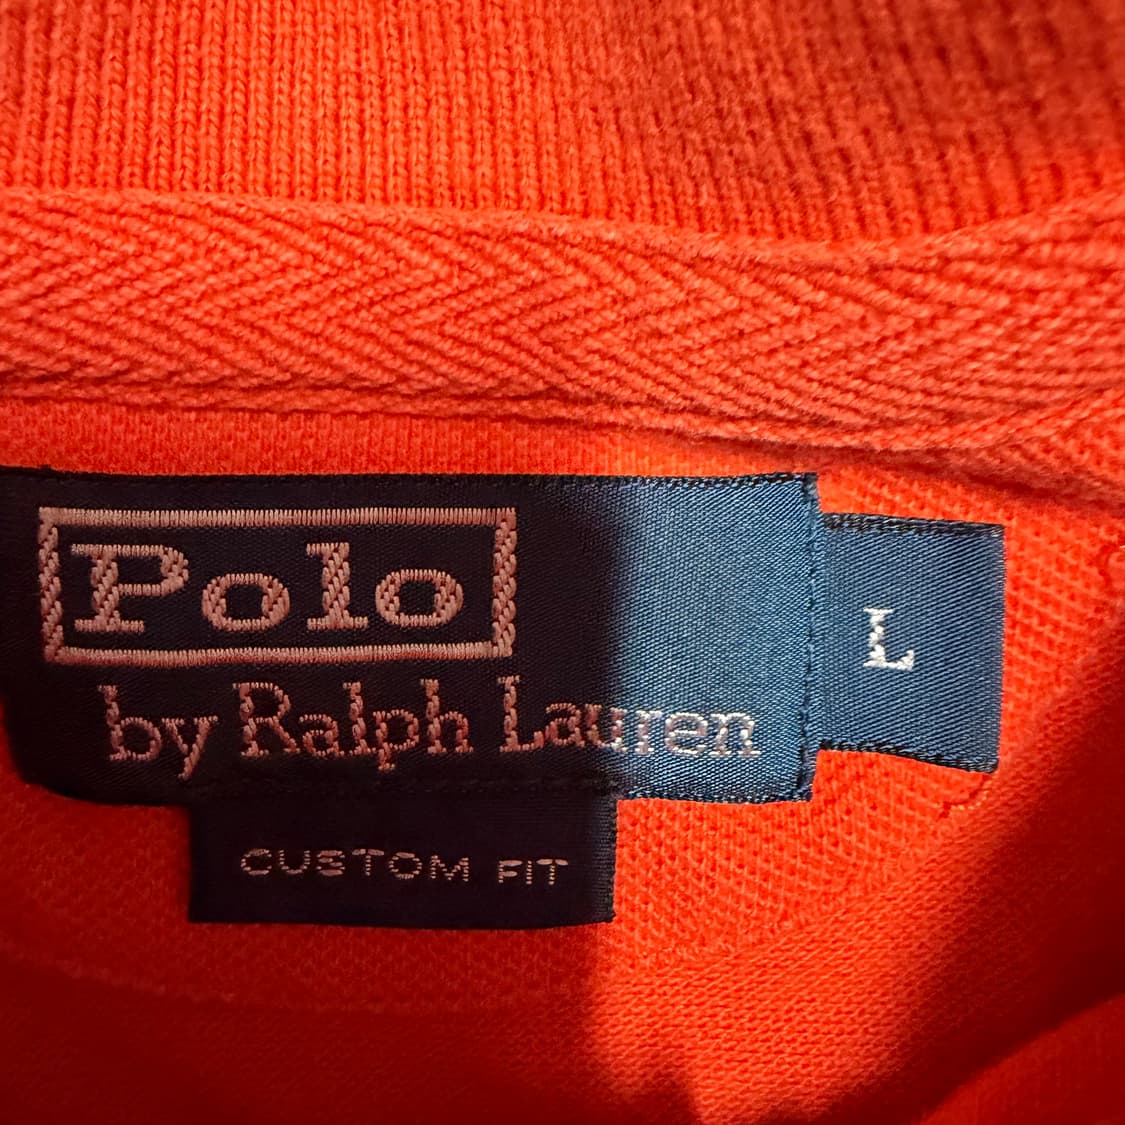 Polo
by Ralph Lauren
L
CUSTOM FIT